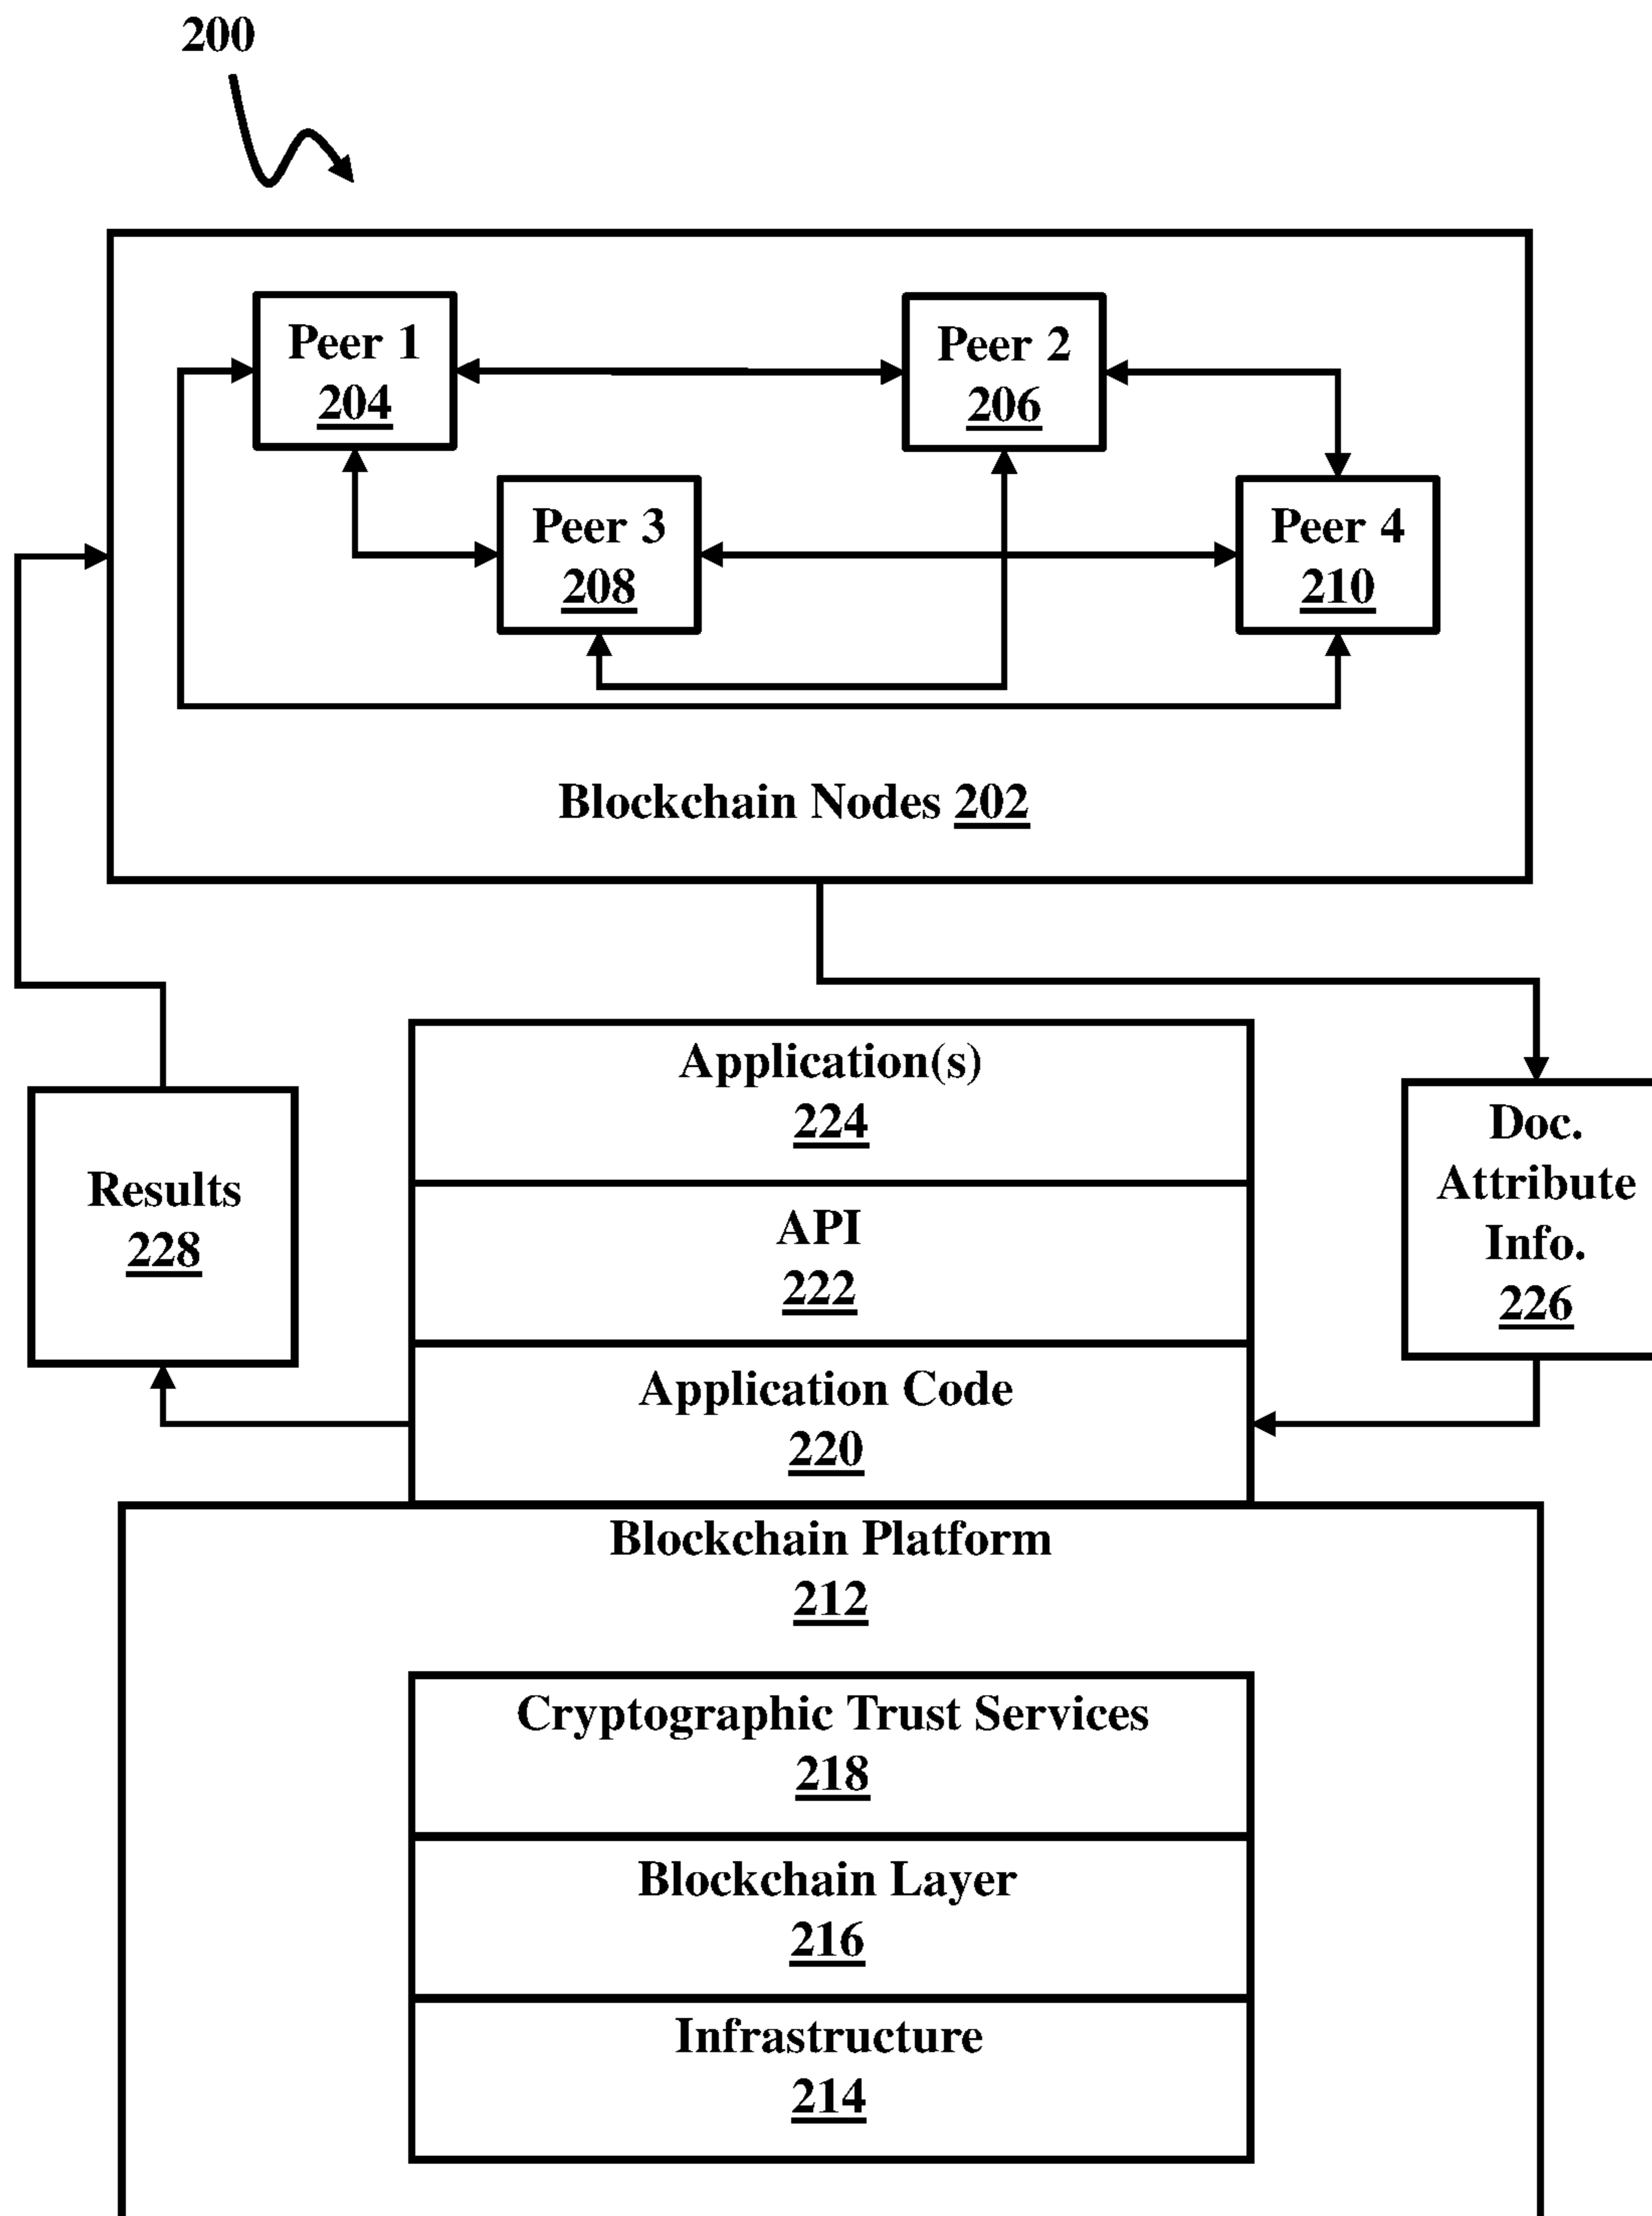 200
Peer 1
204
Peer 2
206
Peer 3
208
Peer 4
210
Blockchain Nodes 202
Application(s)
224
API
222
Application Code
220
Results
228
Doc.
Attribute
Info.
226
Blockchain Platform
212
Cryptographic Trust Services
218
Blockchain Layer
216
Infrastructure
214